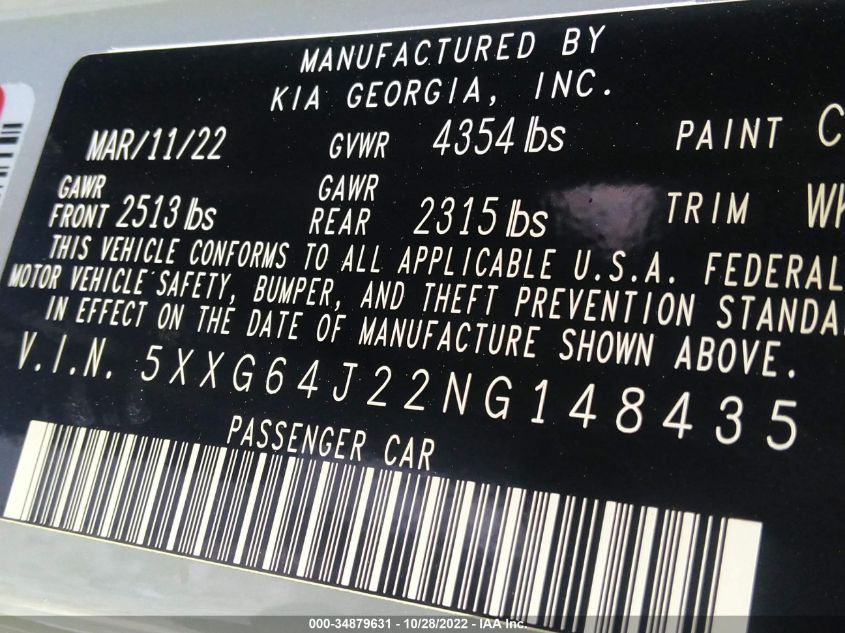 MANUFACTURED BY
KIA GEORGIA, INC.
MAR/11/22 GVWR 4354 lbs PAINT C
GAWR FRONT 2513 lbs GAWR REAR 2315 lbs TRIM WK
THIS VEHICLE CONFORMS TO ALL APPLICABLE U.S.A. FEDERAL
MOTOR VEHICLE SAFETY, BUMPER, AND THEFT PREVENTION STANDA
IN EFFECT ON THE DATE OF MANUFACTURE SHOWN ABOVE.
V.I.N. 5XXG64J22NG148435
PASSENGER CAR
000-34879631 - 10/28/2022 - IAA Inc.